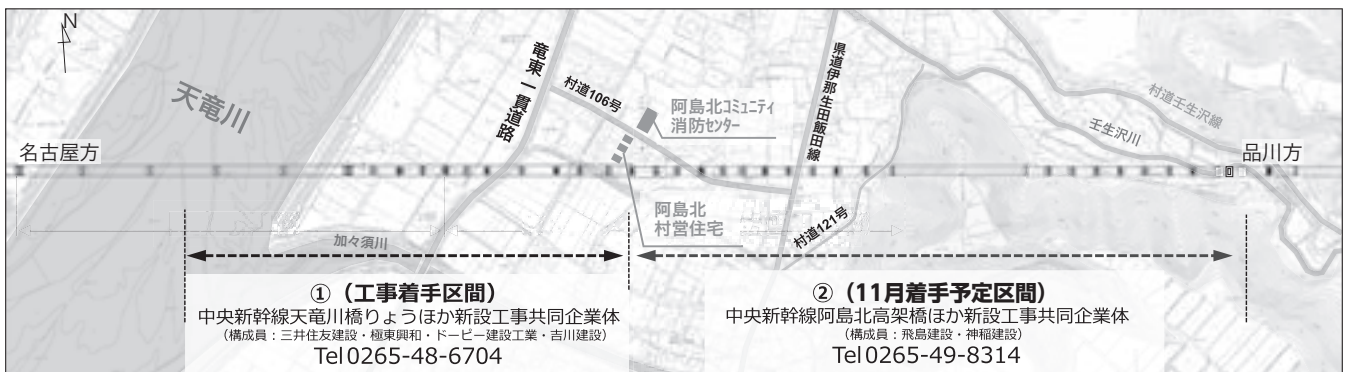 N
天竜川
名古屋方
竜東一貫道路
村道106号
阿島北コミュニティ
消防センター
県道伊那生田飯田線
村道壬生沢線
壬生沢川
品川方
阿島北
村営住宅
村道121号
加々須川
①（工事着手区間）
中央新幹線天竜川橋りょうほか新設工事共同企業体
（構成員：三井住友建設・極東興和・ドーピー建設工業・吉川建設）
Tel0265-48-6704
②（11月着手予定区間）
中央新幹線阿島北高架橋ほか新設工事共同企業体
（構成員：飛島建設・神稲建設）
Tel0265-49-8314